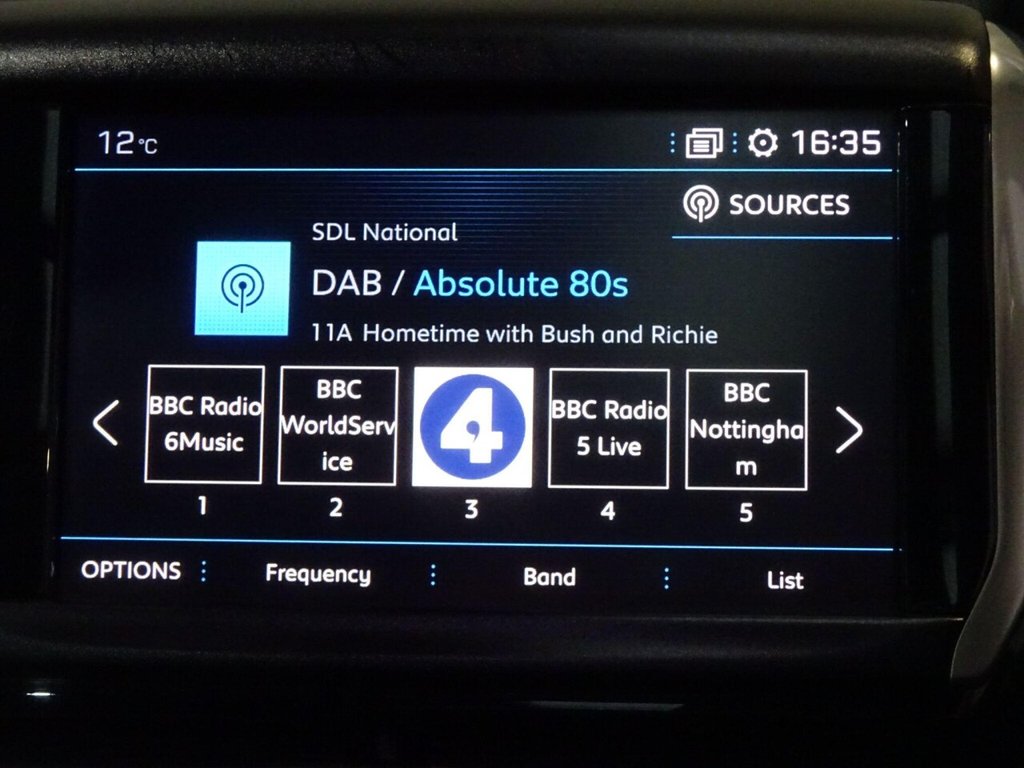 12°C
16:35
SOURCES
SDL National
DAB / Absolute 80s
11A Hometime with Bush and Richie
BBC Radio
6Music
BBC
WorldServ
ice
4
BBC Radio
5 Live
BBC
Nottingha
m
1
2
3
4
5
OPTIONS
Frequency
Band
List